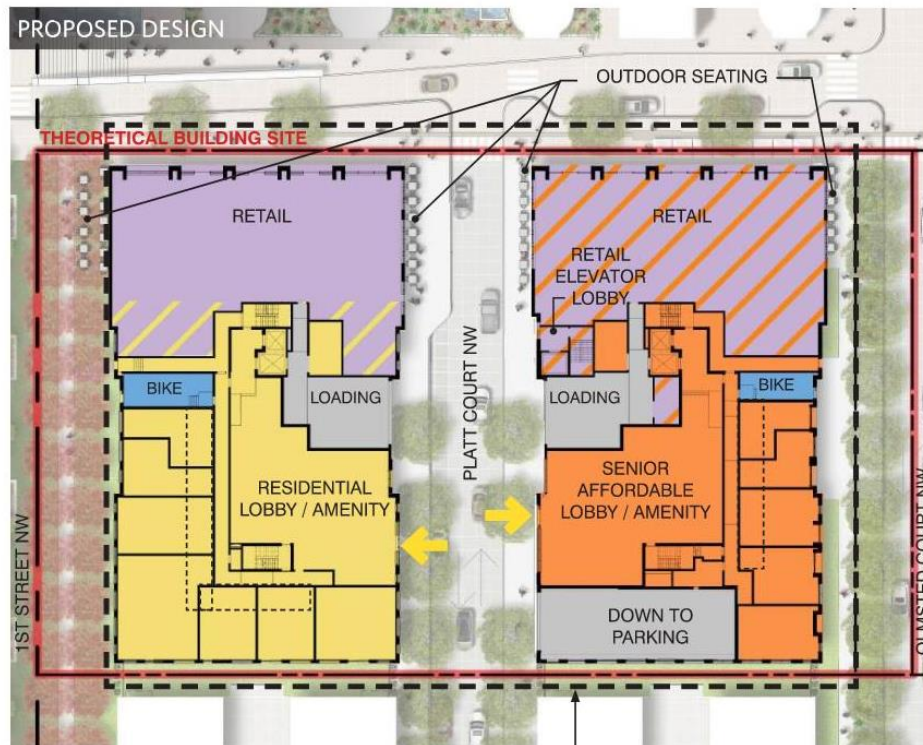 PROPOSED DESIGN
OUTDOOR SEATING
THEORETICAL BUILDING SITE
RETAIL
RETAIL
RETAIL
ELEVATOR
LOBBY
BIKE
LOADING
LOADING
BIKE
PLATT COURT NW
RESIDENTIAL
LOBBY / AMENITY
SENIOR
AFFORDABLE
LOBBY / AMENITY
1ST STREET NW
OLMSTED COURT NW
DOWN TO
PARKING